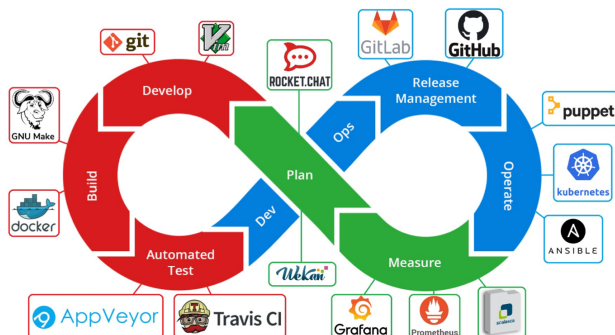 git
Vim
ROCKET.CHAT
GitLab
GitHub
Develop
Release
Management
GNU Make
puppet
Ops
Build
Plan
Operate
kubernetes
docker
Dev
ANSIBLE
Automated
Test
WeKan
Measure
AppVeyor
Travis CI
Grafana
Prometheus